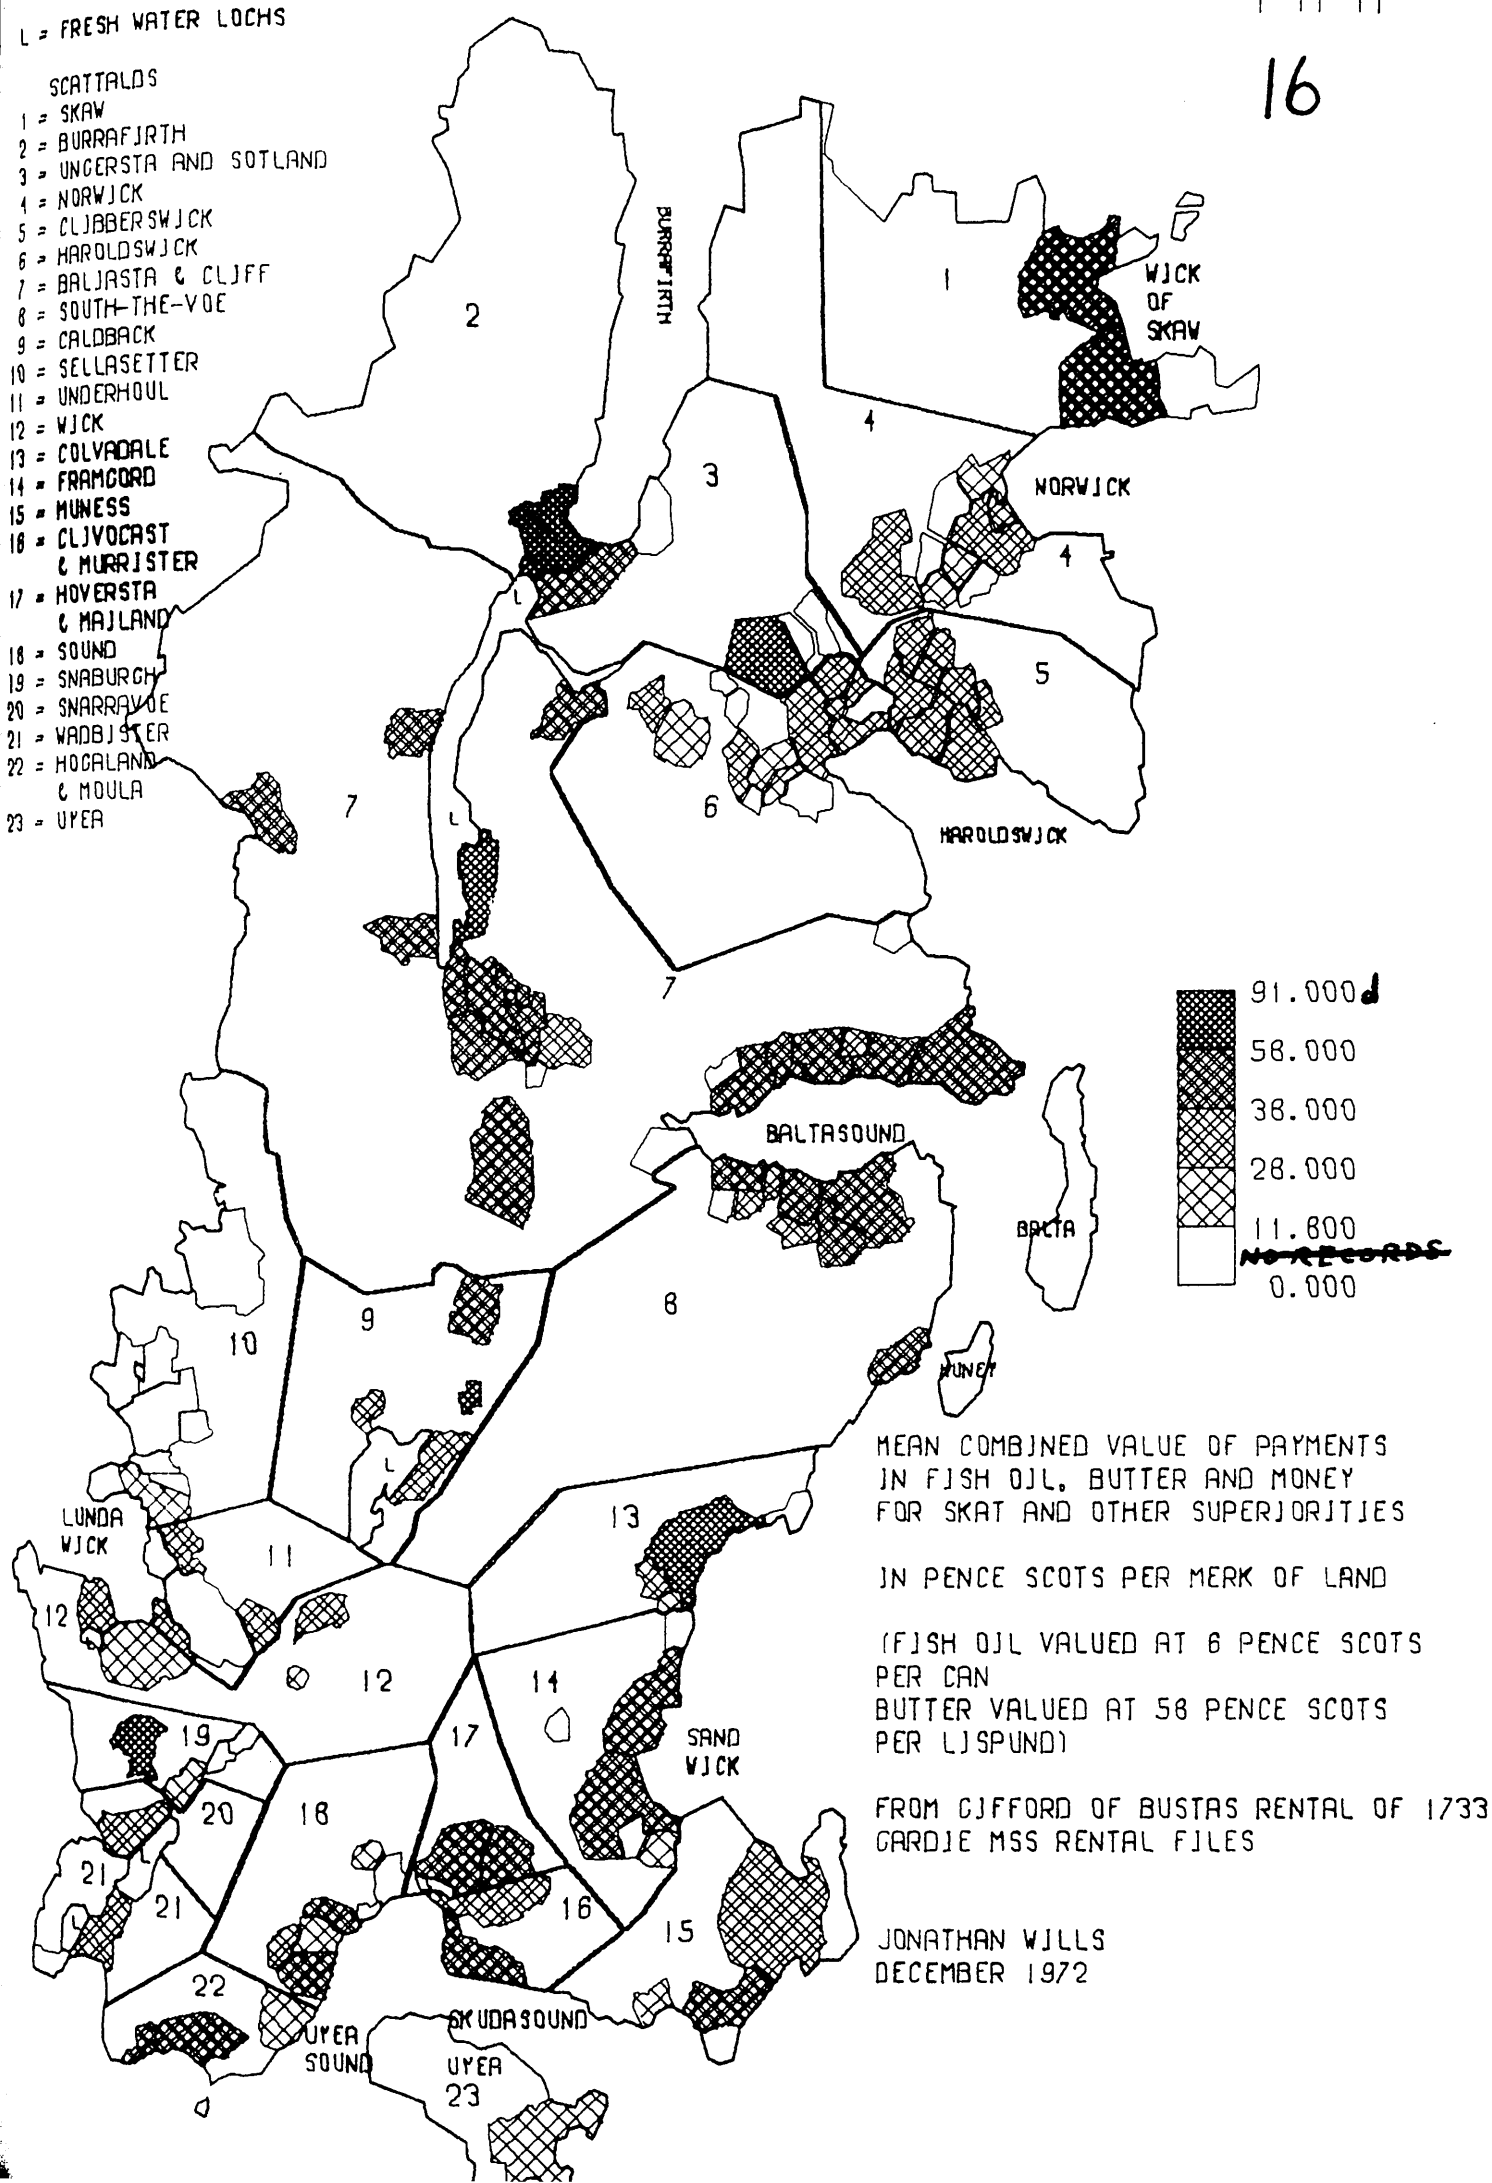 16
L = FRESH WATER LOCHS
SCATTALDS
1 = SKAW
2 = BURRAFIRTH
3 = UNGERSTA AND SOTLAND
4 = NORWICK
5 = CLIBBERSWICK
6 = HAROLDSWICK
7 = BALIASTA & CLIFF
8 = SOUTH-THE-VOE
9 = CALDBACK
10 = SELLASETTER
11 = UNDERHOUL
12 = WICK
13 = COLVADALE
14 = FRAMGORD
15 = MUNESS
16 = CLIVOCAST
& MURRISTER
17 = HOVERSTA
& MAILAND
18 = SOUND
19 = SNABURGH
20 = SNARRAVOE
21 = WADBISTER
22 = HOGALAND
& MOULA
23 = UYEA
BURRAFIRTH
2
1
WICK
OF
SKAW
4
3
NORWICK
4
L
5
7
L
6
HAROLDSWICK
7
91.000 d
58.000
38.000
28.000
11.800
NO RECORDS
0.000
BALTASOUND
BALTA
8
9
10
HUNEY
L
LUNDA
WICK
11
13
12
L
12
14
17
19
SAND
WICK
20
18
L
21
21
L
16
15
22
UYEA
SOUND
SKUDASOUND
UYEA
23
MEAN COMBINED VALUE OF PAYMENTS
IN FISH OIL, BUTTER AND MONEY
FOR SKAT AND OTHER SUPERIORITIES
IN PENCE SCOTS PER MERK OF LAND
(FISH OIL VALUED AT 6 PENCE SCOTS
PER CAN
BUTTER VALUED AT 58 PENCE SCOTS
PER LISPUND)
FROM GIFFORD OF BUSTAS RENTAL OF 1733
GARDIE MSS RENTAL FILES
JONATHAN WILLS
DECEMBER 1972